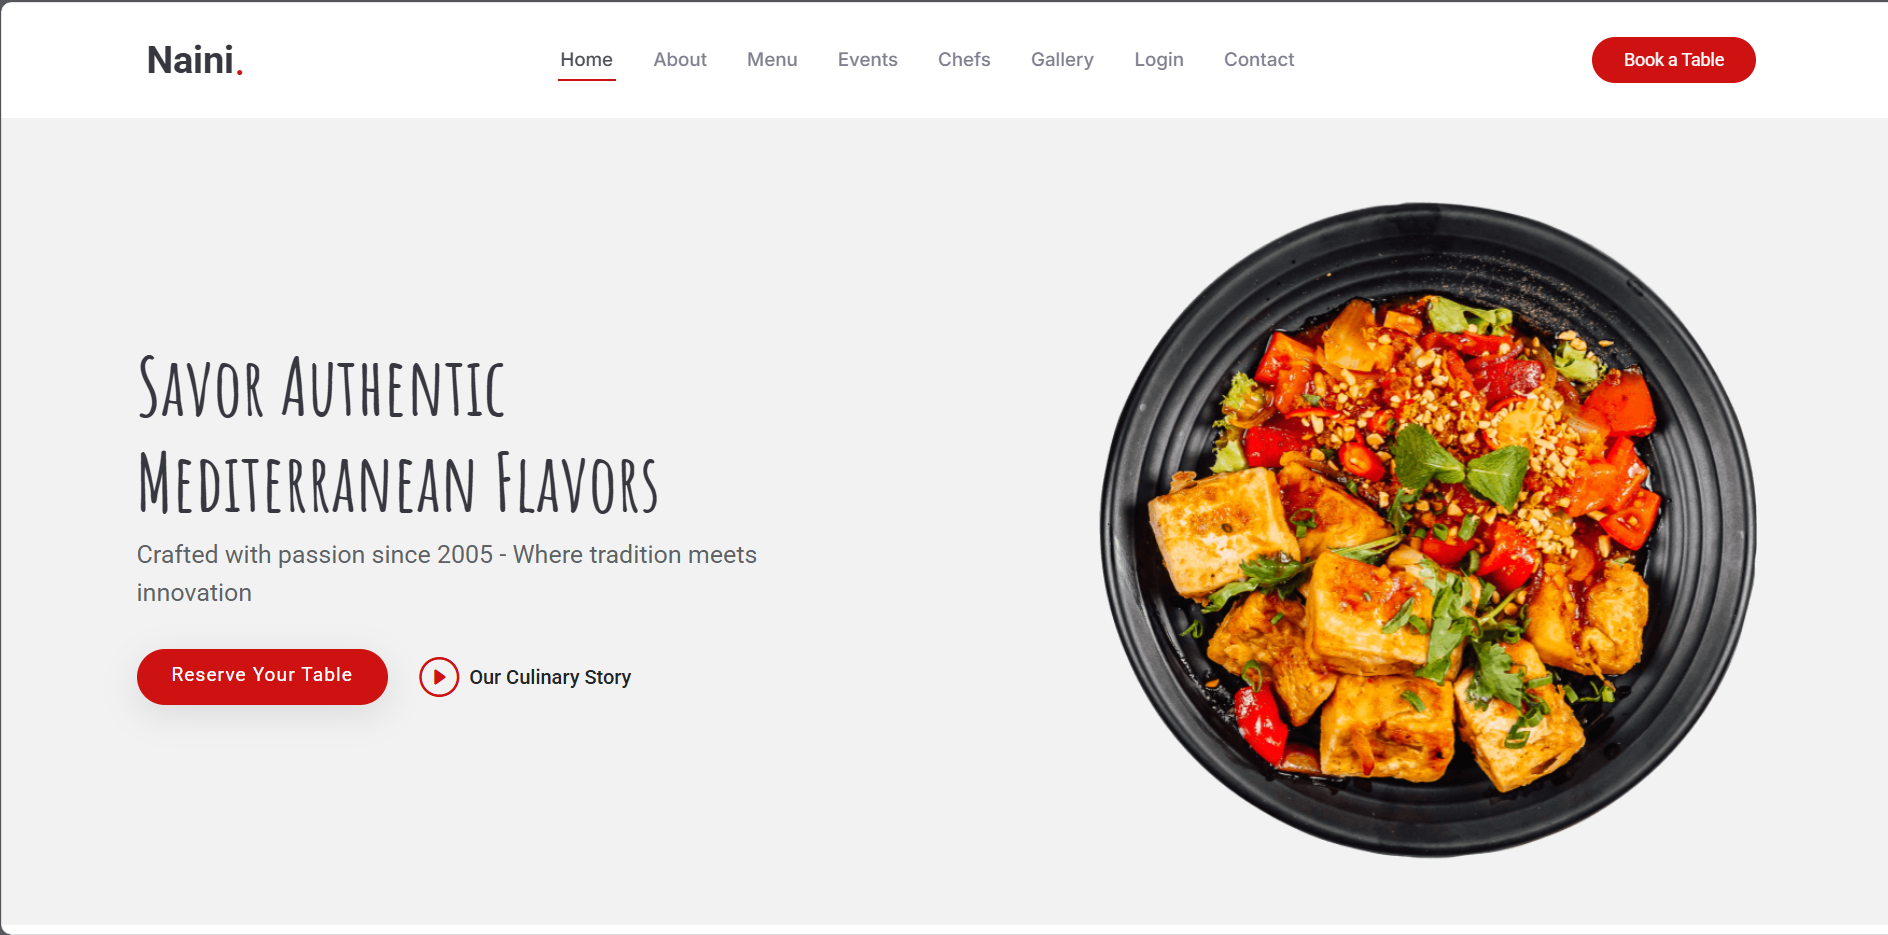 Naini.
Home About Menu Events Chefs Gallery Login Contact
Book a Table
Savor Authentic
Mediterranean Flavors
Crafted with passion since 2005 - Where tradition meets
innovation
Reserve Your Table
Our Culinary Story